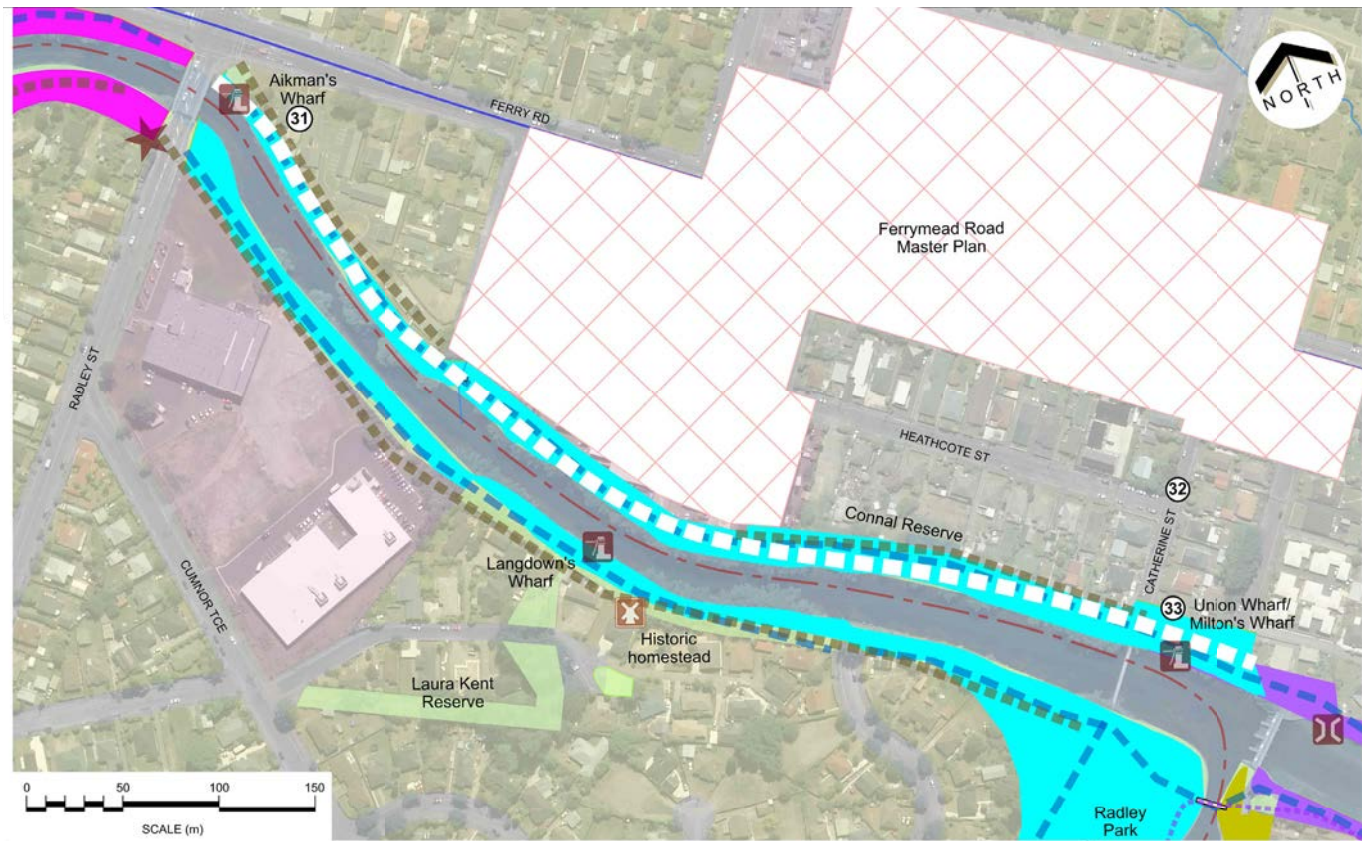 NORTH
Aikman's
Wharf
31
FERRY RD
Ferrymead Road
Master Plan
RADLEY ST
HEATHCOTE ST
32
Connal Reserve
CATHERINE ST
Langdown's
Wharf
33
Union Wharf/
Milton's Wharf
CUMNOR TCE
Historic
homestead
Laura Kent
Reserve
0 50 100 150
SCALE (m)
Radley
Park